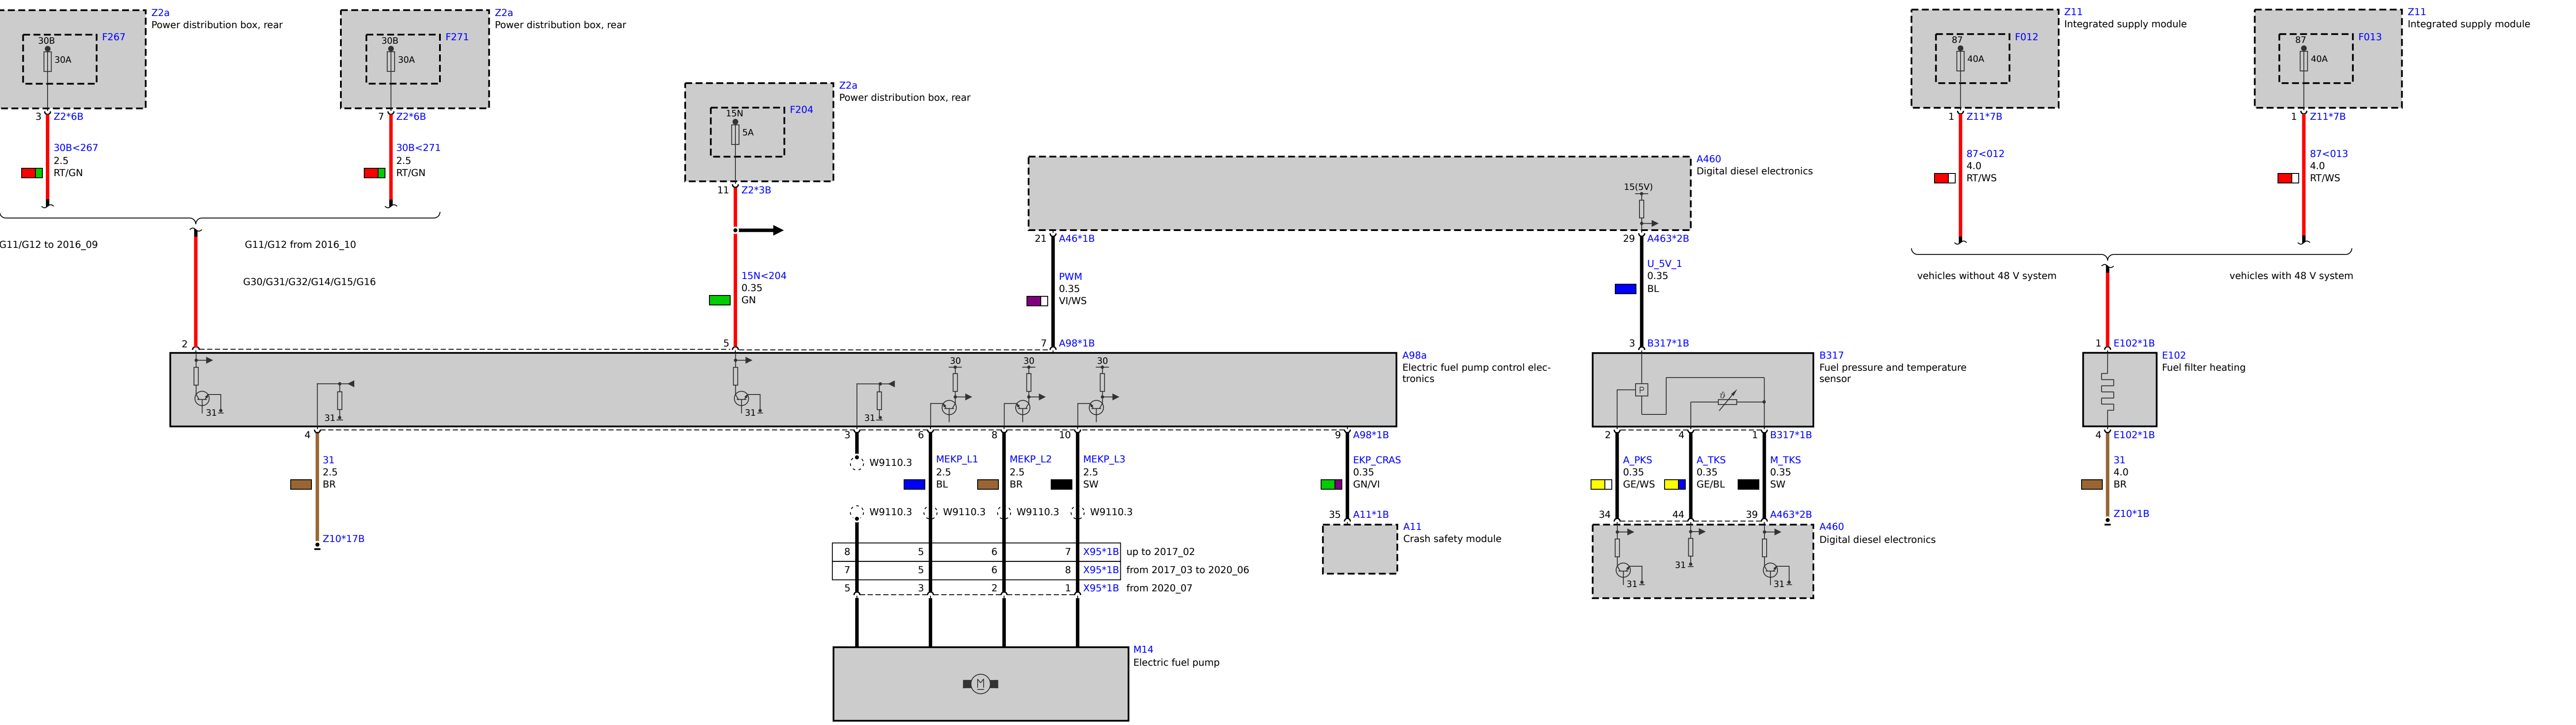 Z2a
Power distribution box, rear
30B
F267
30A
3
Z2*6B
30B<267
2.5
RT/GN
Z2a
Power distribution box, rear
30B
F271
30A
7
Z2*6B
30B<271
2.5
RT/GN
G11/G12 to 2016_09
G11/G12 from 2016_10
G30/G31/G32/G14/G15/G16
Z2a
Power distribution box, rear
15N
F204
5A
11
Z2*3B
15N<204
0.35
GN
A460
Digital diesel electronics
15(5V)
21
A46*1B
PWM
0.35
VI/WS
29
A463*2B
U_5V_1
0.35
BL
Z11
Integrated supply module
87
F012
40A
1
Z11*7B
87<012
4.0
RT/WS
Z11
Integrated supply module
87
F013
40A
1
Z11*7B
87<013
4.0
RT/WS
vehicles without 48 V system
vehicles with 48 V system
2
5
7
A98*1B
3
B317*1B
1
E102*1B
A98a
Electric fuel pump control elec-
tronics
31
31
31
31
30
30
30
B317
Fuel pressure and temperature
sensor
P
ϑ
E102
Fuel filter heating
4
3
6
8
10
9
A98*1B
2
4
1
B317*1B
4
E102*1B
31
2.5
BR
Z10*17B
W9110.3
MEKP_L1
2.5
BL
MEKP_L2
2.5
BR
MEKP_L3
2.5
SW
EKP_CRAS
0.35
GN/VI
A_PKS
0.35
GE/WS
A_TKS
0.35
GE/BL
M_TKS
0.35
SW
31
4.0
BR
Z10*1B
W9110.3
W9110.3
W9110.3
W9110.3
35
A11*1B
A11
Crash safety module
34
44
39
A463*2B
A460
Digital diesel electronics
31
31
31
8
5
6
7
X95*1B
up to 2017_02
7
5
6
8
X95*1B
from 2017_03 to 2020_06
5
3
2
1
X95*1B
from 2020_07
M14
Electric fuel pump
M